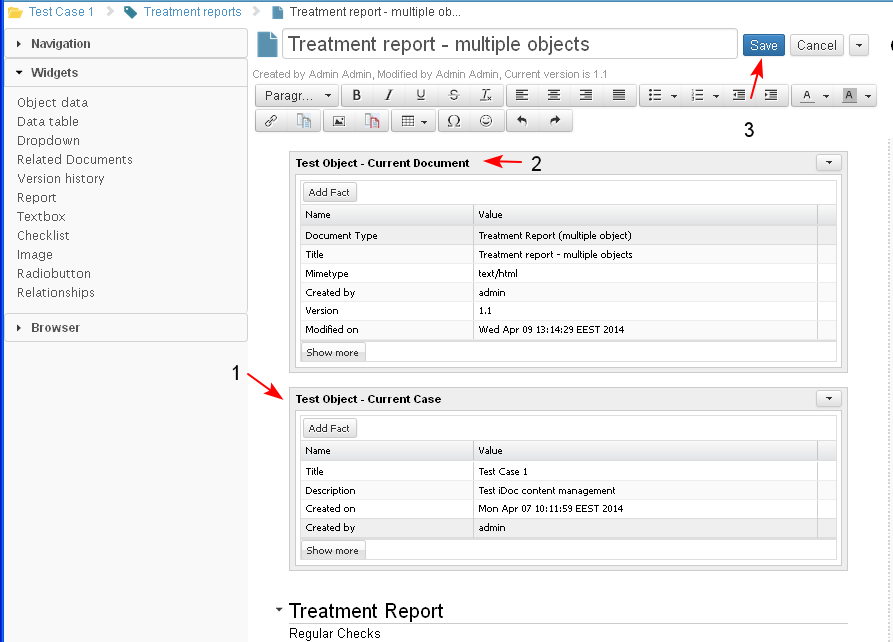 Test Case 1 Treatment reports Treatment report - multiple ob...
Navigation
Widgets
Object data
Data table
Dropdown
Related Documents
Version history
Report
Textbox
Checklist
Image
Radiobutton
Relationships
Browser
Treatment report - multiple objects Save Cancel
Created by Admin Admin, Modified by Admin Admin, Current version is 1.1
Paragr... B I U S Ix A A
Ω
3
Test Object - Current Document 2
Add Fact
Name Value
Document Type Treatment Report (multiple object)
Title Treatment report - multiple objects
Mimetype text/html
Created by admin
Version 1.1
Modified on Wed Apr 09 13:14:29 EEST 2014
Show more
1
Test Object - Current Case
Add Fact
Name Value
Title Test Case 1
Description Test iDoc content management
Created on Mon Apr 07 10:11:59 EEST 2014
Created by admin
Show more
Treatment Report
Regular Checks